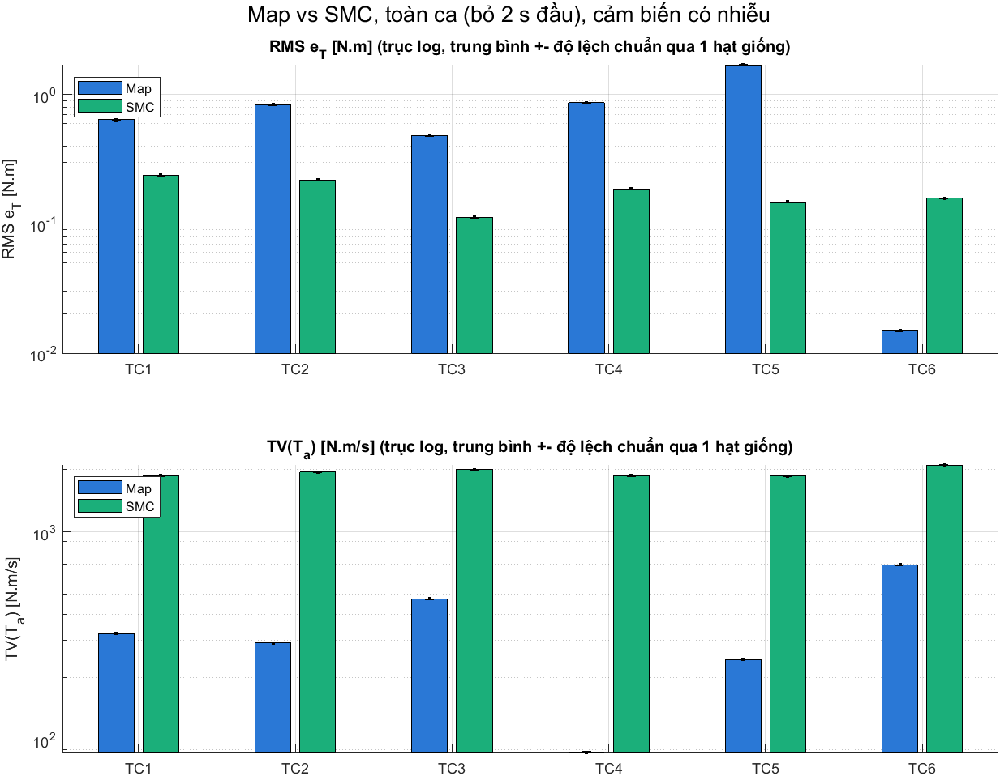 Map vs SMC, toàn ca (bỏ 2 s đầu), cảm biến có nhiễu
RMS e_T [N.m] (trục log, trung bình +- độ lệch chuẩn qua 1 hạt giống)
Map
SMC
RMS e_T [N.m]
10^0
10^-1
10^-2
TC1 TC2 TC3 TC4 TC5 TC6
TV(T_a) [N.m/s] (trục log, trung bình +- độ lệch chuẩn qua 1 hạt giống)
Map
SMC
TV(T_a) [N.m/s]
10^3
10^2
TC1 TC2 TC3 TC4 TC5 TC6